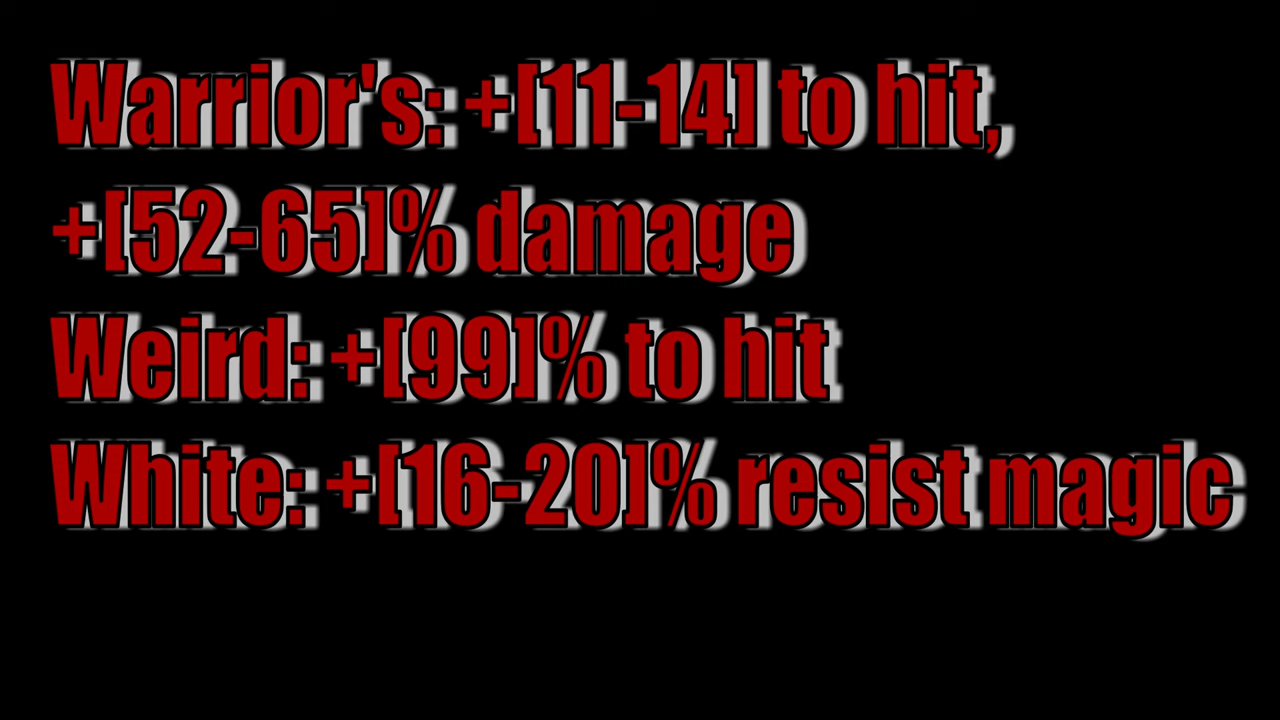 Warrior's: +[11-14] to hit,
+[52-65]% damage
Weird: +[99]% to hit
White: +[16-20]% resist magic